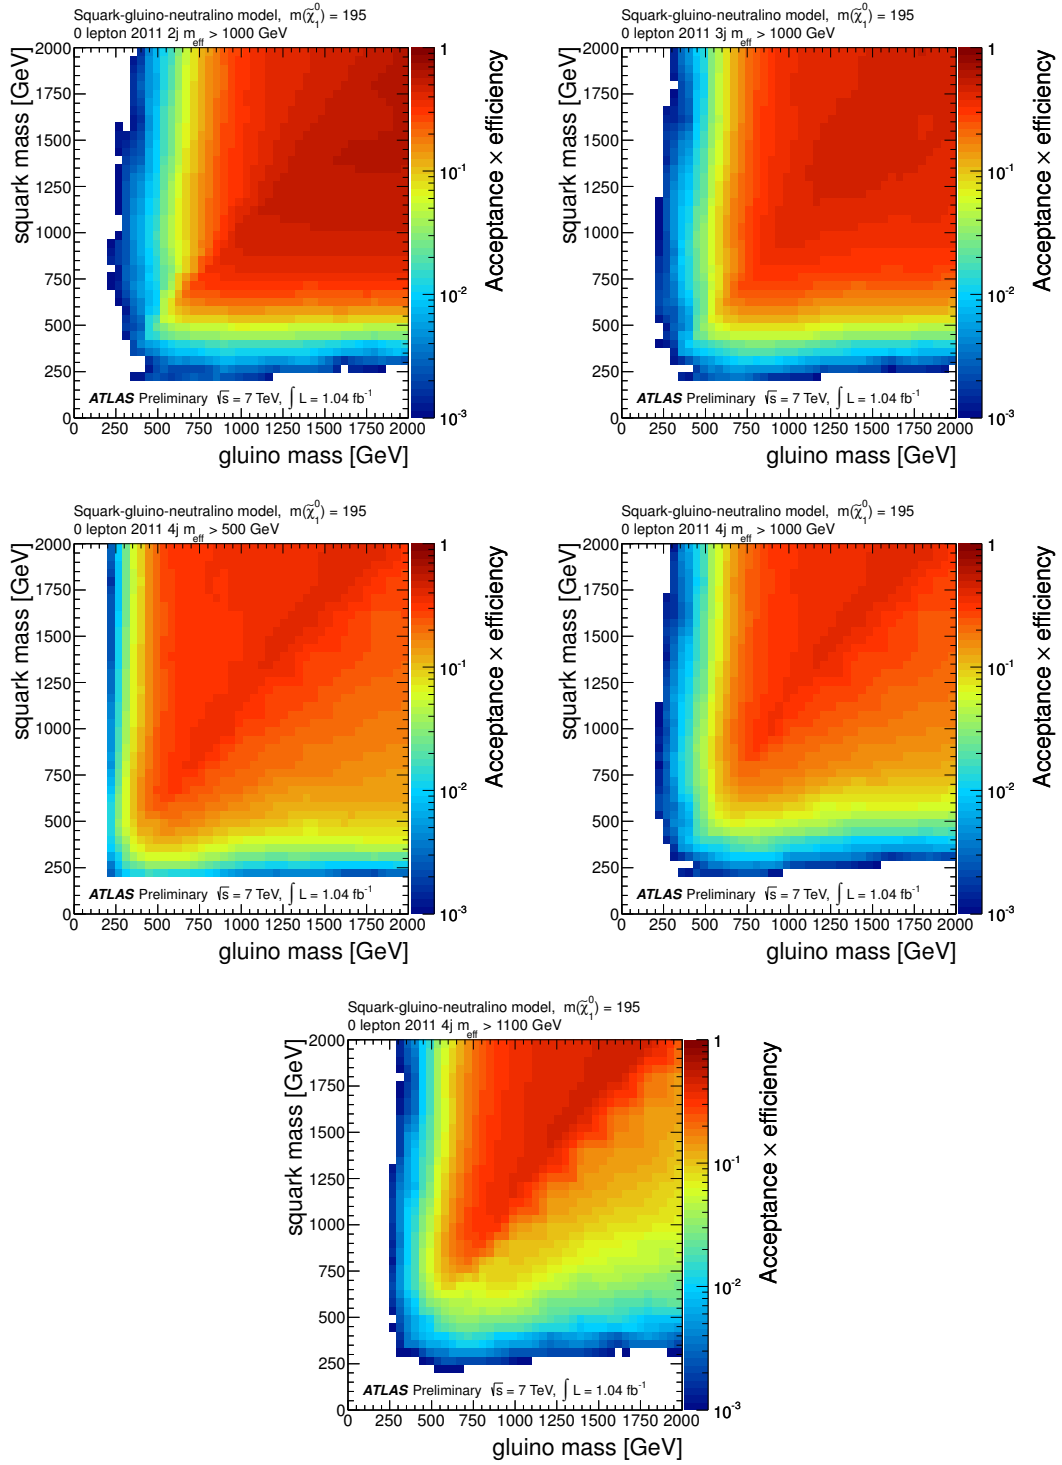 Squark-gluino-neutralino model, m(χ̃₁⁰) = 195
0 lepton 2011 2j m_eff > 1000 GeV
squark mass [GeV]
2000
1750
1500
1250
1000
750
500
250
0
ATLAS Preliminary √s = 7 TeV, ∫ L = 1.04 fb⁻¹
0 250 500 750 1000 1250 1500 1750 2000
gluino mass [GeV]
1
10⁻¹
10⁻²
10⁻³
Acceptance × efficiency
Squark-gluino-neutralino model, m(χ̃₁⁰) = 195
0 lepton 2011 3j m_eff > 1000 GeV
squark mass [GeV]
2000
1750
1500
1250
1000
750
500
250
0
ATLAS Preliminary √s = 7 TeV, ∫ L = 1.04 fb⁻¹
0 250 500 750 1000 1250 1500 1750 2000
gluino mass [GeV]
1
10⁻¹
10⁻²
10⁻³
Acceptance × efficiency
Squark-gluino-neutralino model, m(χ̃₁⁰) = 195
0 lepton 2011 4j m_eff > 500 GeV
squark mass [GeV]
2000
1750
1500
1250
1000
750
500
250
0
ATLAS Preliminary √s = 7 TeV, ∫ L = 1.04 fb⁻¹
0 250 500 750 1000 1250 1500 1750 2000
gluino mass [GeV]
1
10⁻¹
10⁻²
10⁻³
Acceptance × efficiency
Squark-gluino-neutralino model, m(χ̃₁⁰) = 195
0 lepton 2011 4j m_eff > 1000 GeV
squark mass [GeV]
2000
1750
1500
1250
1000
750
500
250
0
ATLAS Preliminary √s = 7 TeV, ∫ L = 1.04 fb⁻¹
0 250 500 750 1000 1250 1500 1750 2000
gluino mass [GeV]
1
10⁻¹
10⁻²
10⁻³
Acceptance × efficiency
Squark-gluino-neutralino model, m(χ̃₁⁰) = 195
0 lepton 2011 4j m_eff > 1100 GeV
squark mass [GeV]
2000
1750
1500
1250
1000
750
500
250
0
ATLAS Preliminary √s = 7 TeV, ∫ L = 1.04 fb⁻¹
0 250 500 750 1000 1250 1500 1750 2000
gluino mass [GeV]
1
10⁻¹
10⁻²
10⁻³
Acceptance × efficiency